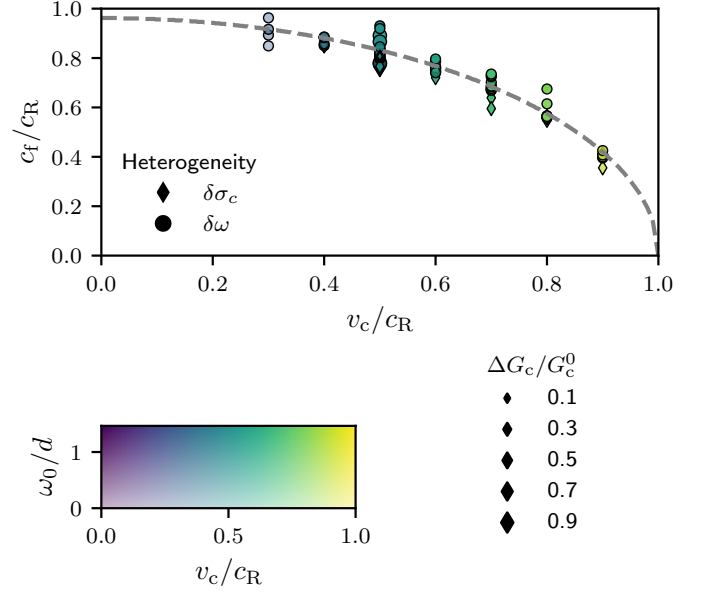 1.0
0.8
0.6
0.4
0.2
0.0
c_f/c_R
Heterogeneity
δσ_c
δω
0.0 0.2 0.4 0.6 0.8 1.0
v_c/c_R
ΔG_c/G_c^0
0.1
0.3
0.5
0.7
0.9
1
0
ω_0/d
0.0 0.5 1.0
v_c/c_R